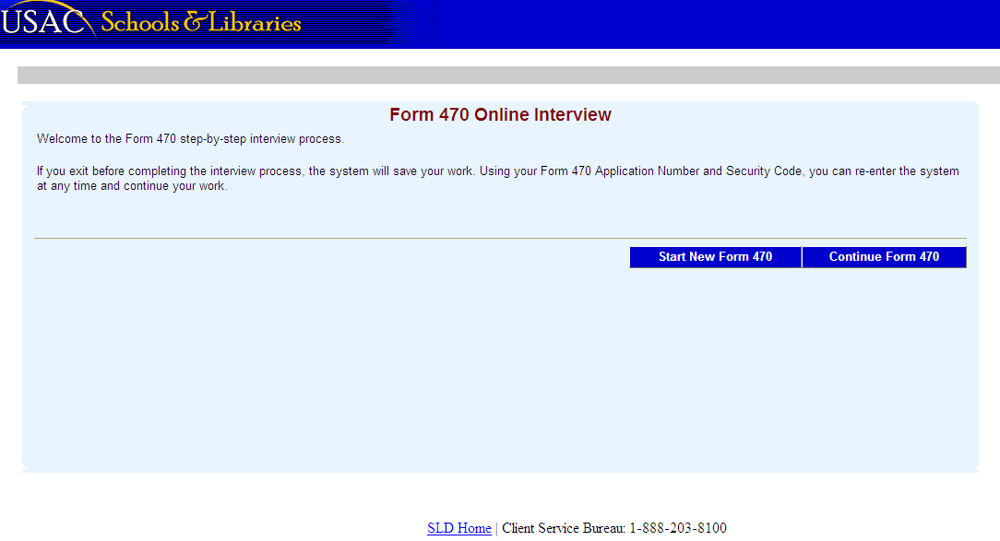 USAC Schools & Libraries
Form 470 Online Interview
Welcome to the Form 470 step-by-step interview process.
If you exit before completing the interview process, the system will save your work. Using your Form 470 Application Number and Security Code, you can re-enter the system
at any time and continue your work.
Start New Form 470 Continue Form 470
SLD Home | Client Service Bureau: 1-888-203-8100